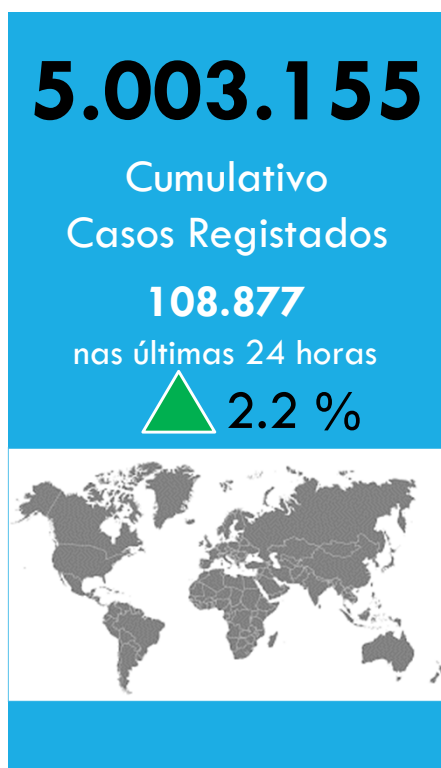 5.003.155
Cumulativo
Casos Registados
108.877
nas últimas 24 horas
2.2 %